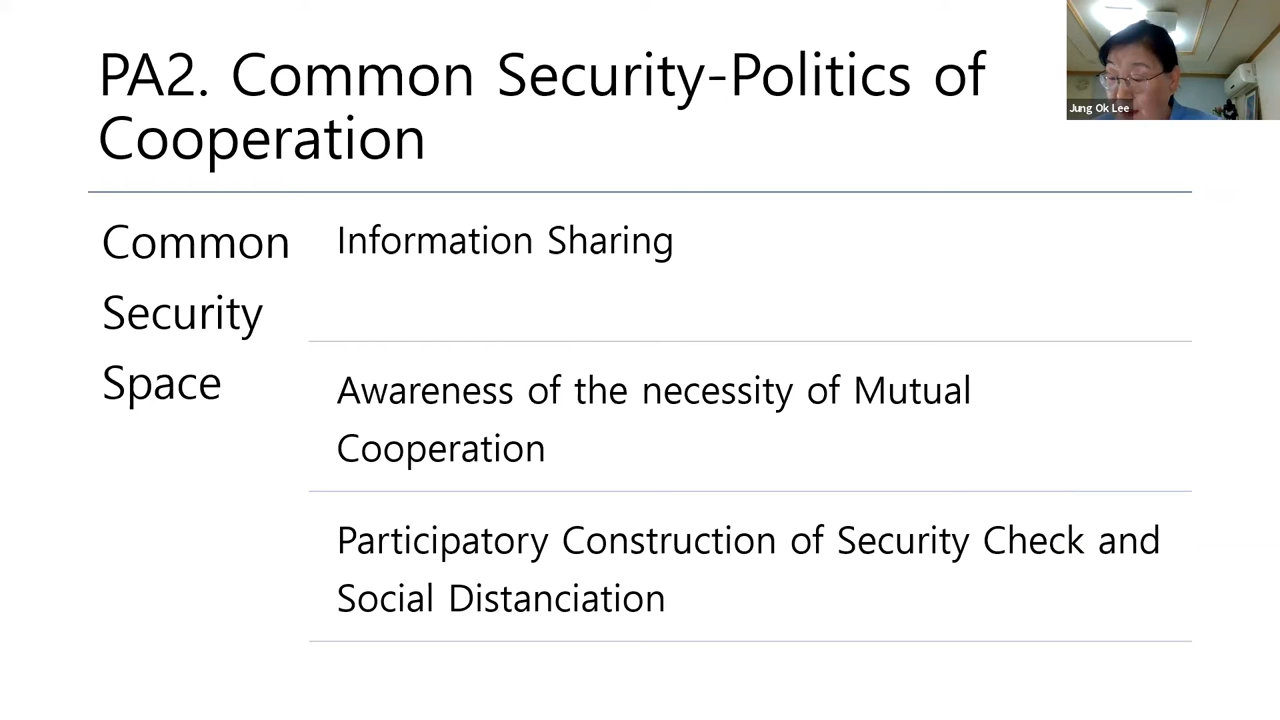 PA2. Common Security-Politics of
Cooperation
Jung Ok Lee
Common
Security
Space
Information Sharing
Awareness of the necessity of Mutual
Cooperation
Participatory Construction of Security Check and
Social Distanciation